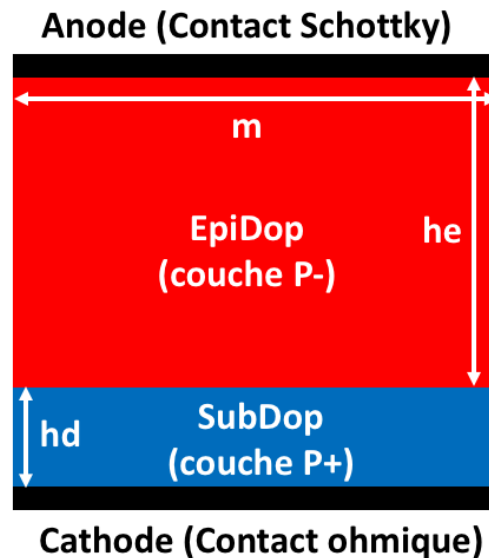 Anode (Contact Schottky)
m
EpiDop
(couche P-)
he
hd
SubDop
(couche P+)
Cathode (Contact ohmique)